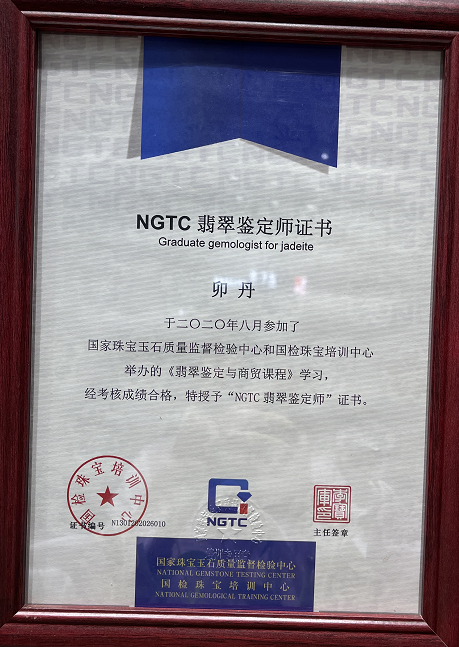 NGTC 翡翠鉴定师证书
Graduate gemologist for jadeite
卯 丹
于二〇二〇年八月参加了
国家珠宝玉石质量监督检验中心和国检珠宝培训中心
举办的《翡翠鉴定与商贸课程》学习,
经考核成绩合格，特授予“NGTC 翡翠鉴定师”证书。
国检珠宝培训中心
证书编号 N1301202026010
NGTC
主任签章
国家珠宝玉石质量监督检验中心
NATIONAL GEMSTONE TESTING CENTER
国 检 珠 宝 培 训 中 心
NATIONAL GEMOLOGICAL TRAINING CENTER